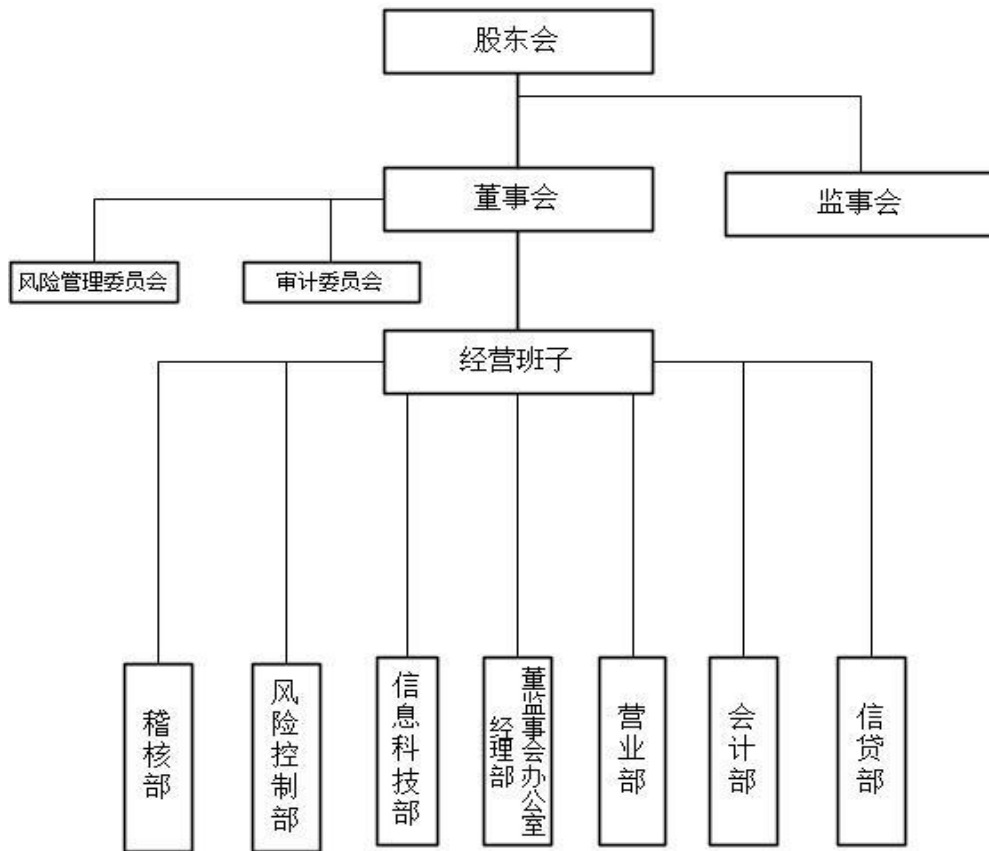 股东会
董事会
监事会
风险管理委员会
审计委员会
经营班子
稽核部
风险控制部
信息科技部
董监事会办公室
经理部
营业部
会计部
信贷部